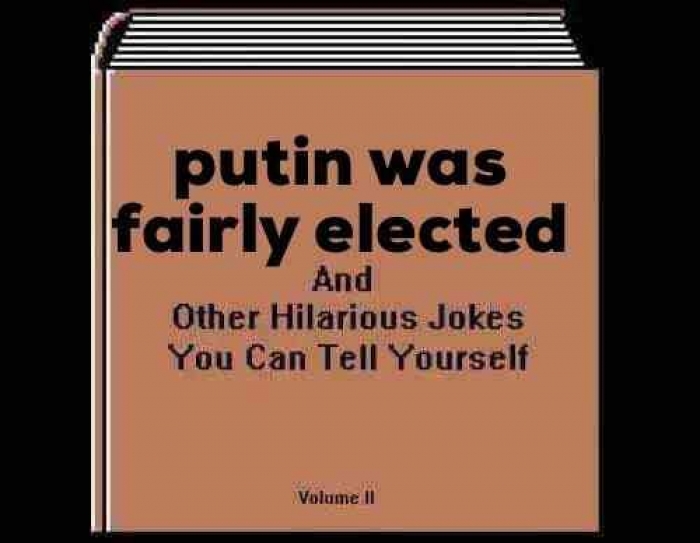 putin was
fairly elected
And
Other Hilarious Jokes
You Can Tell Yourself
Volume II